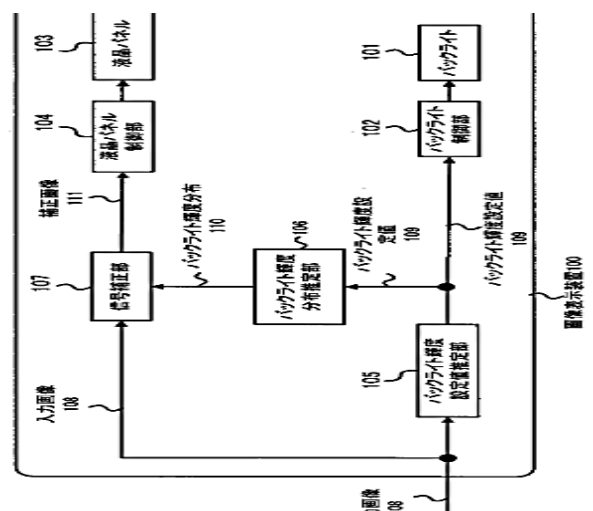 入力画像
108
107
信号補正部
補正画像
111
104
液晶パネル
制御部
103
液晶パネル
バックライト輝度分布
110
106
バックライト輝度
分布推定部
バックライト輝度設
定値
109
力画像
08
105
バックライト輝度
設定値推定部
バックライト輝度設定値
109
102
バックライト
制御部
101
バックライト
画像表示装置100